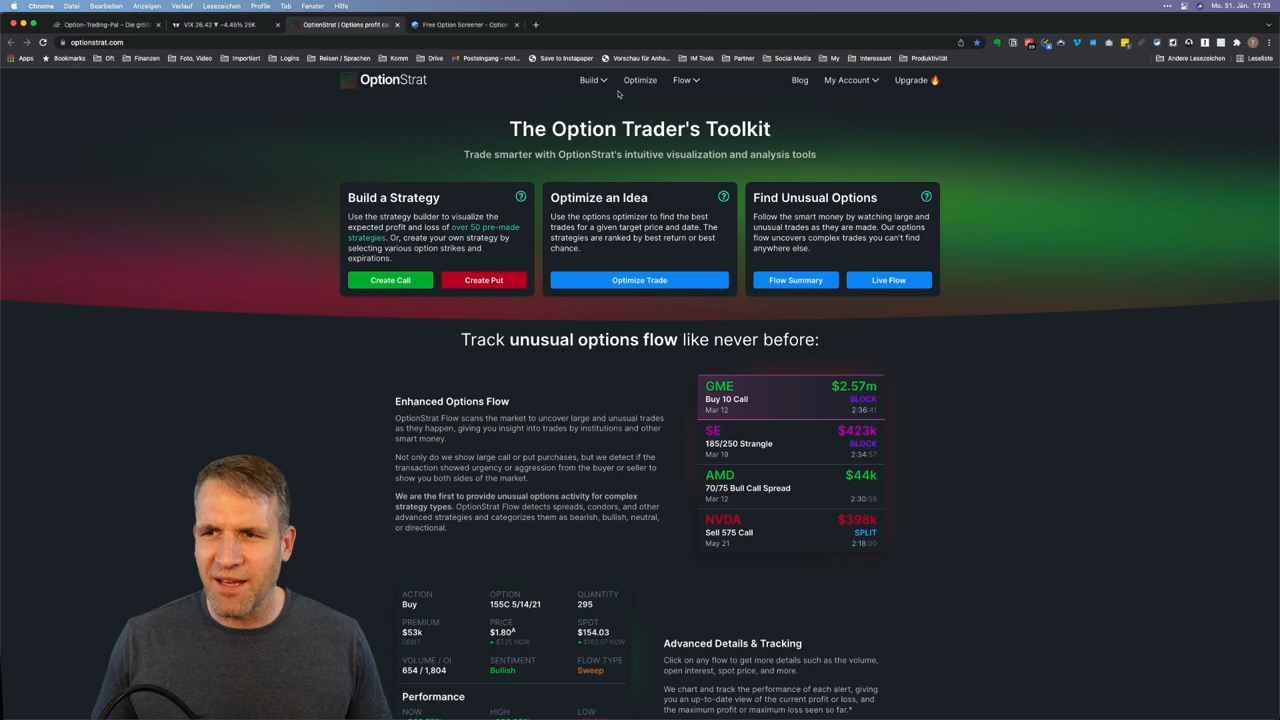 Chrome Datei Bearbeiten Anzeigen Verlauf Lesezeichen Profile Tab Fenster Hilfe
Mo. 31. Jän. 17:33
Option-Trading-Pal – Die größt
VIX 26.42 ▼ −4.45% 25K
OptionStrat | Options profit ca
Free Option Screener - Option
optionstrat.com
Apps Bookmarks Oft Finanzen Foto, Video Importiert Logins Reisen / Sprachen Komm Drive Posteingang - mot... Save to Instapaper Vorschau für Anha... IM Tools Partner Social Media My Interessant Produktivität
Andere Lesezeichen Leseliste
OptionStrat
Build Optimize Flow
Blog My Account Upgrade
The Option Trader's Toolkit
Trade smarter with OptionStrat's intuitive visualization and analysis tools
Build a Strategy
Use the strategy builder to visualize the
expected profit and loss of over 50 pre-made
strategies. Or, create your own strategy by
selecting various option strikes and
expirations.
Create Call
Create Put
Optimize an Idea
Use the options optimizer to find the best
trades for a given target price and date. The
strategies are ranked by best return or best
chance.
Optimize Trade
Find Unusual Options
Follow the smart money by watching large and
unusual trades as they are made. Our options
flow uncovers complex trades you can't find
anywhere else.
Flow Summary
Live Flow
Track unusual options flow like never before:
Enhanced Options Flow
OptionStrat Flow scans the market to uncover large and unusual trades
as they happen, giving you insight into trades by institutions and other
smart money.
Not only do we show large call or put purchases, but we detect if the
transaction showed urgency or aggression from the buyer or seller to
show you both sides of the market.
We are the first to provide unusual options activity for complex
strategy types. OptionStrat Flow detects spreads, condors, and other
advanced strategies and categorizes them as bearish, bullish, neutral,
or directional.
GME $2.57m
Buy 10 Call BLOCK
Mar 12 2:36:41
SE $423k
185/250 Strangle BLOCK
Mar 19 2:34:57
AMD $44k
70/75 Bull Call Spread
Mar 12 2:30:59
NVDA $398k
Sell 575 Call SPLIT
May 21 2:18:00
ACTION OPTION QUANTITY
Buy 155C 5/14/21 295
PREMIUM PRICE SPOT
$53k $1.80A $154.03
DEBIT
VOLUME / OI SENTIMENT FLOW TYPE
654 / 1,804 Bullish Sweep
Performance
NOW HIGH LOW
Advanced Details & Tracking
Click on any flow to get more details such as the volume,
open interest, spot price, and more.
We chart and track the performance of each alert, giving
you an up-to-date view of the current profit or loss, and
the maximum profit or maximum loss seen so far.*